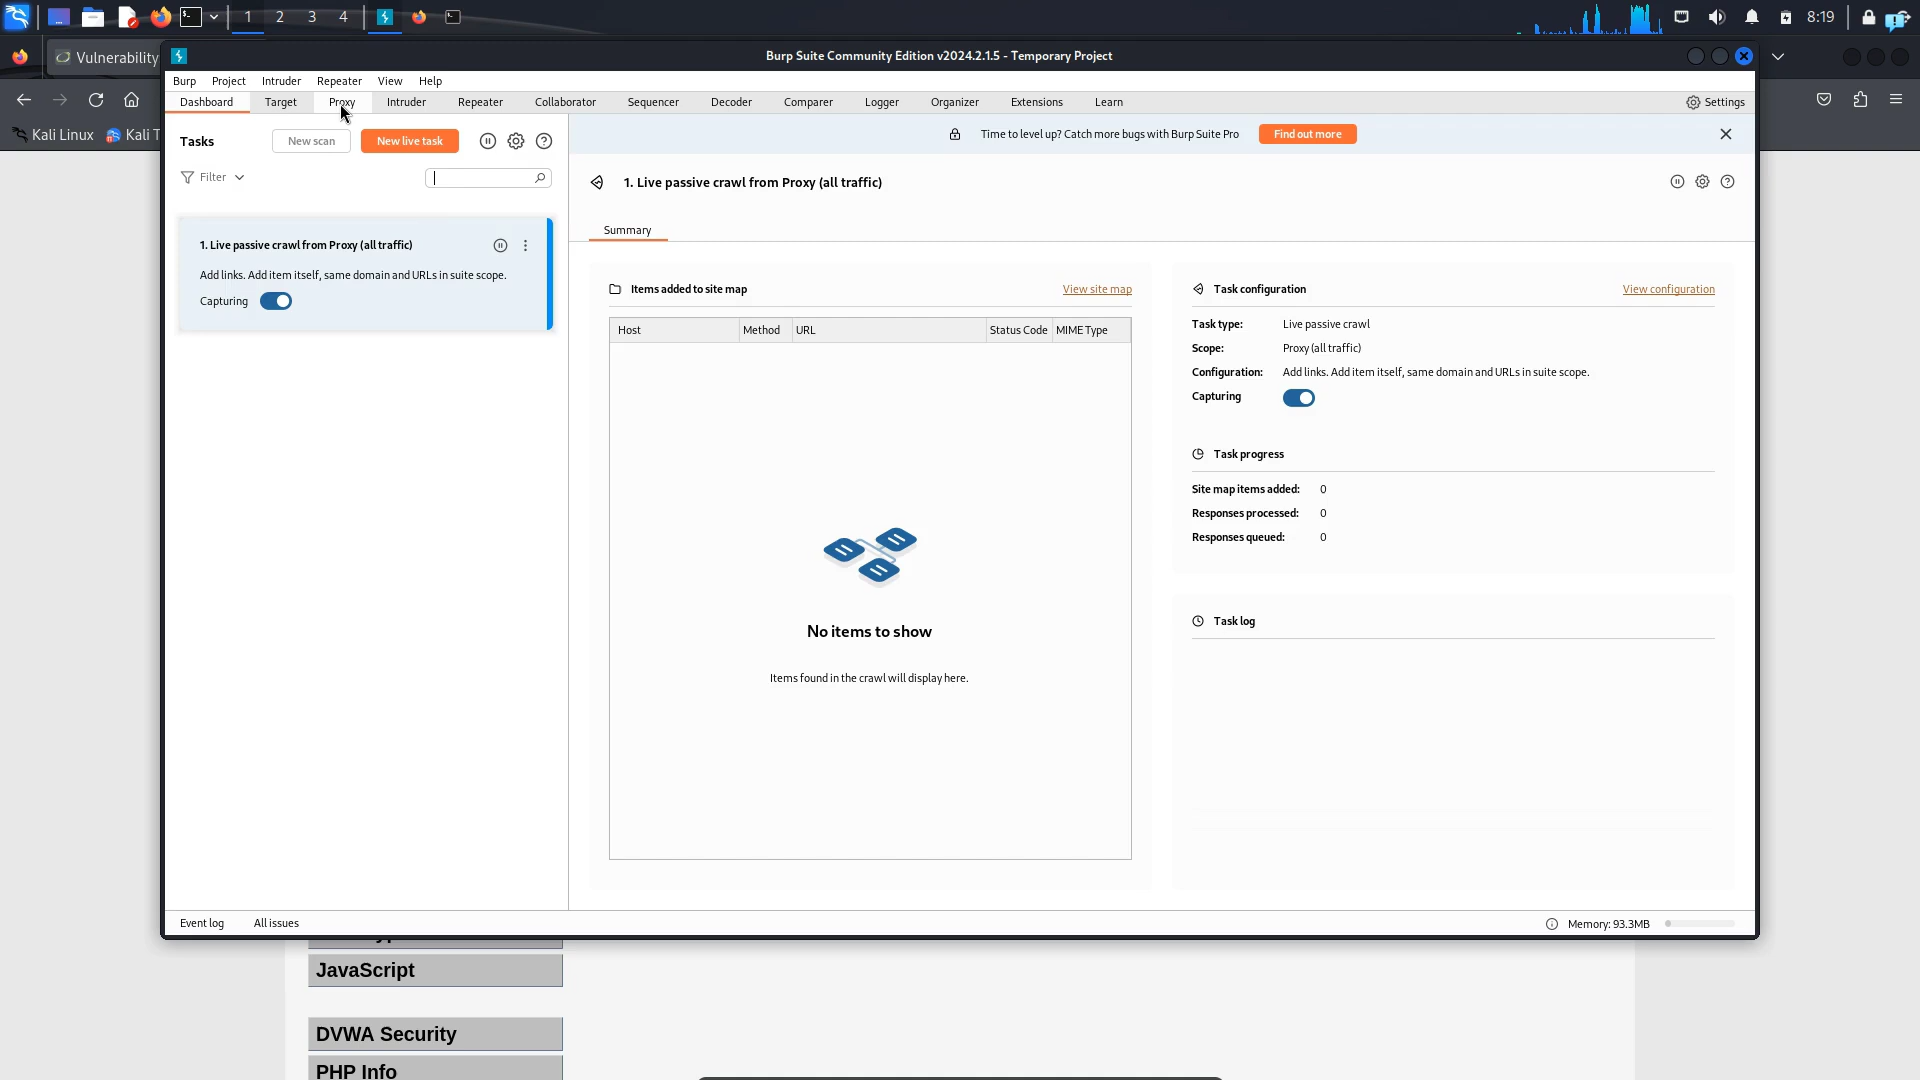 1 2 3 4 8:19
Vulnerability
Burp Suite Community Edition v2024.2.1.5 - Temporary Project
Burp Project Intruder Repeater View Help
Dashboard Target Proxy Intruder Repeater Collaborator Sequencer Decoder Comparer Logger Organizer Extensions Learn Settings
Kali Linux Kali T
Tasks New scan New live task
Time to level up? Catch more bugs with Burp Suite Pro Find out more
Filter
1. Live passive crawl from Proxy (all traffic)
Summary
1. Live passive crawl from Proxy (all traffic)
Add links. Add item itself, same domain and URLs in suite scope.
Capturing
Items added to site map View site map
Host Method URL Status Code MIME Type
No items to show
Items found in the crawl will display here.
Task configuration View configuration
Task type: Live passive crawl
Scope: Proxy (all traffic)
Configuration: Add links. Add item itself, same domain and URLs in suite scope.
Capturing
Task progress
Site map items added: 0
Responses processed: 0
Responses queued: 0
Task log
Event log All issues Memory: 93.3MB
JavaScript
DVWA Security
PHP Info